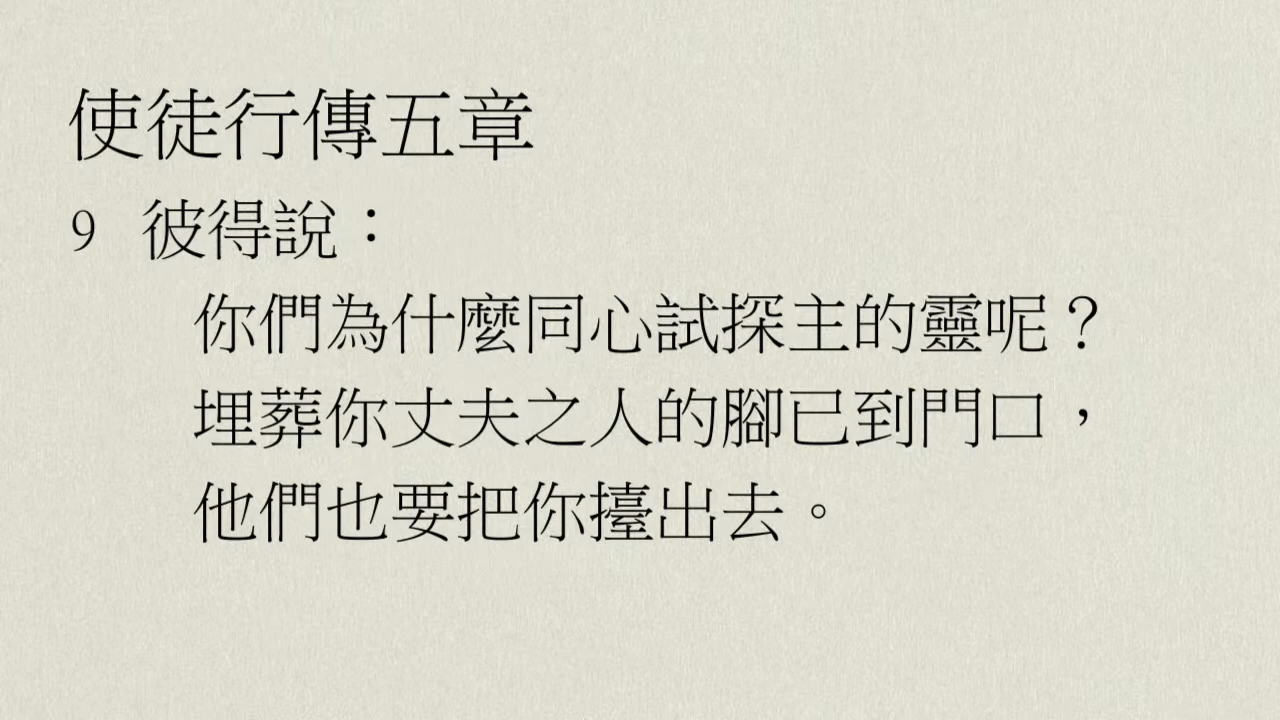 使徒行傳五章
9 彼得說：
你們為什麼同心試探主的靈呢？
埋葬你丈夫之人的腳已到門口，
他們也要把你擡出去。